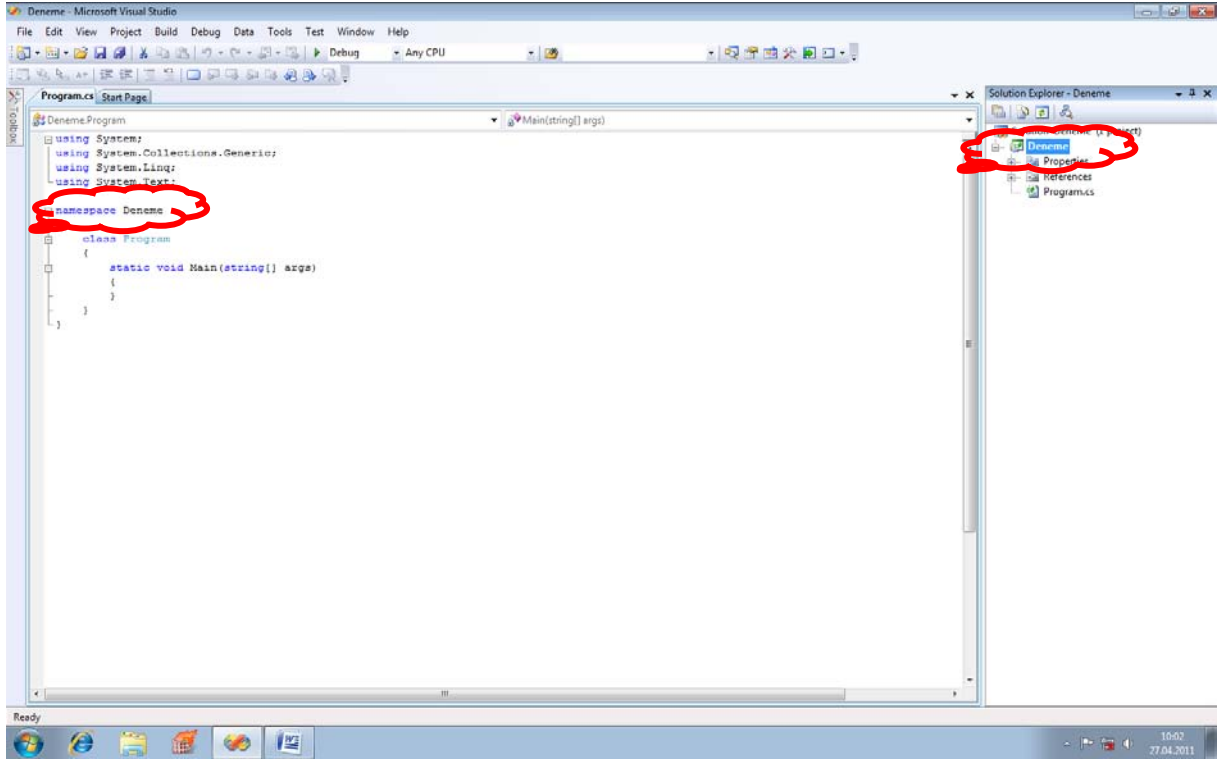 Deneme - Microsoft Visual Studio
File Edit View Project Build Debug Data Tools Test Window Help
Debug Any CPU
Toolbox
Program.cs Start Page
Deneme.Program
Main(string[] args)
using System;
using System.Collections.Generic;
using System.Linq;
using System.Text;
namespace Deneme
class Program
{
static void Main(string[] args)
{
}
}
}
Solution Explorer - Deneme
project)
Deneme
Properties
References
Program.cs
Ready
10:02
27.04.2011